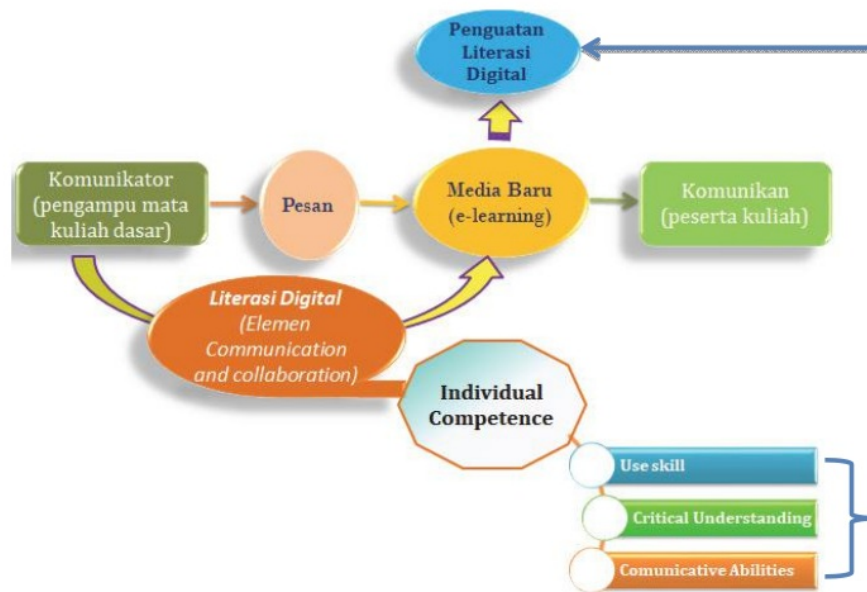 Penguatan
Literasi
Digital
Komunikator
(pengampu mata
kuliah dasar)
Pesan
Media Baru
(e-learning)
Komunikan
(peserta kuliah)
Literasi Digital
(Elemen
Communication
and collaboration)
Individual
Competence
Use skill
Critical Understanding
Comunicative Abilities